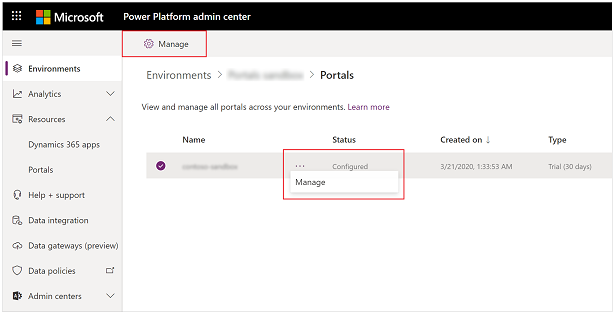 Microsoft Power Platform admin center
Manage
Environments > > Portals
Environments
Analytics
Resources
Dynamics 365 apps
Portals
Help + support
Data integration
Data gateways (preview)
Data policies
Admin centers
View and manage all portals across your environments. Learn more
Name Status Created on ↓ Type
··· Configured 3/21/2020, 1:33:53 AM Trial (30 days)
Manage